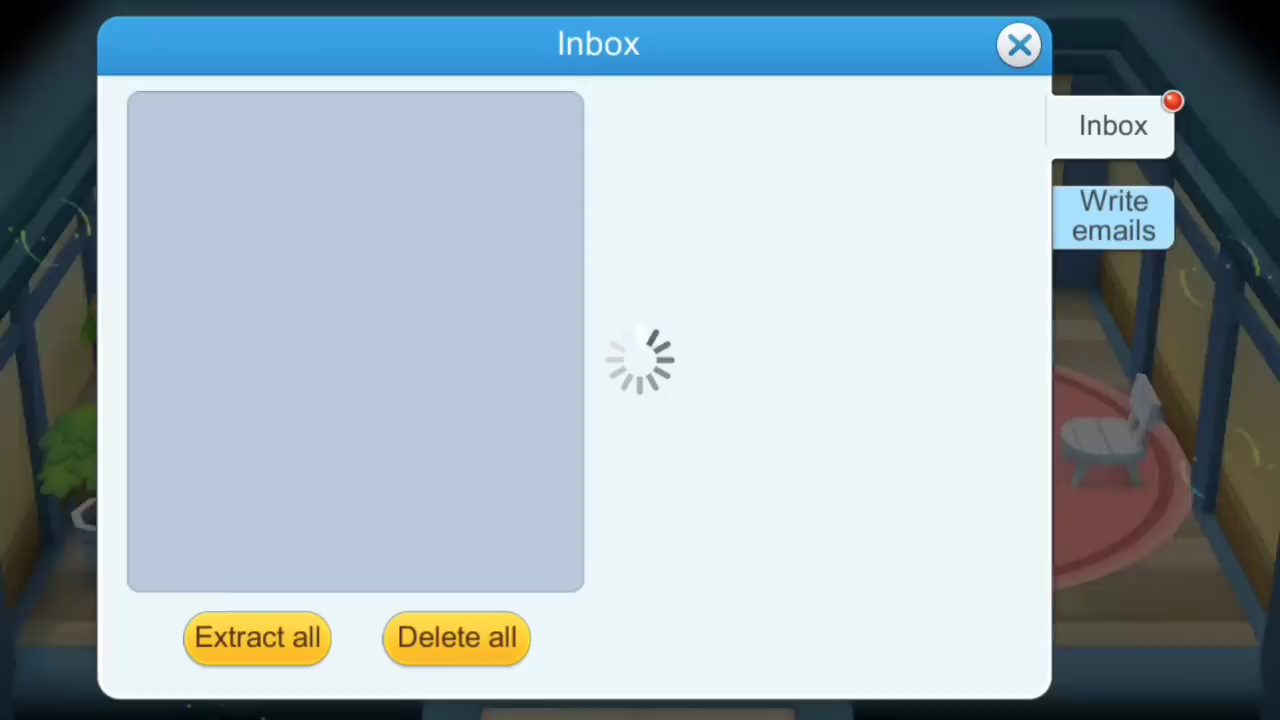 Inbox
Inbox
Write
emails
Extract all
Delete all